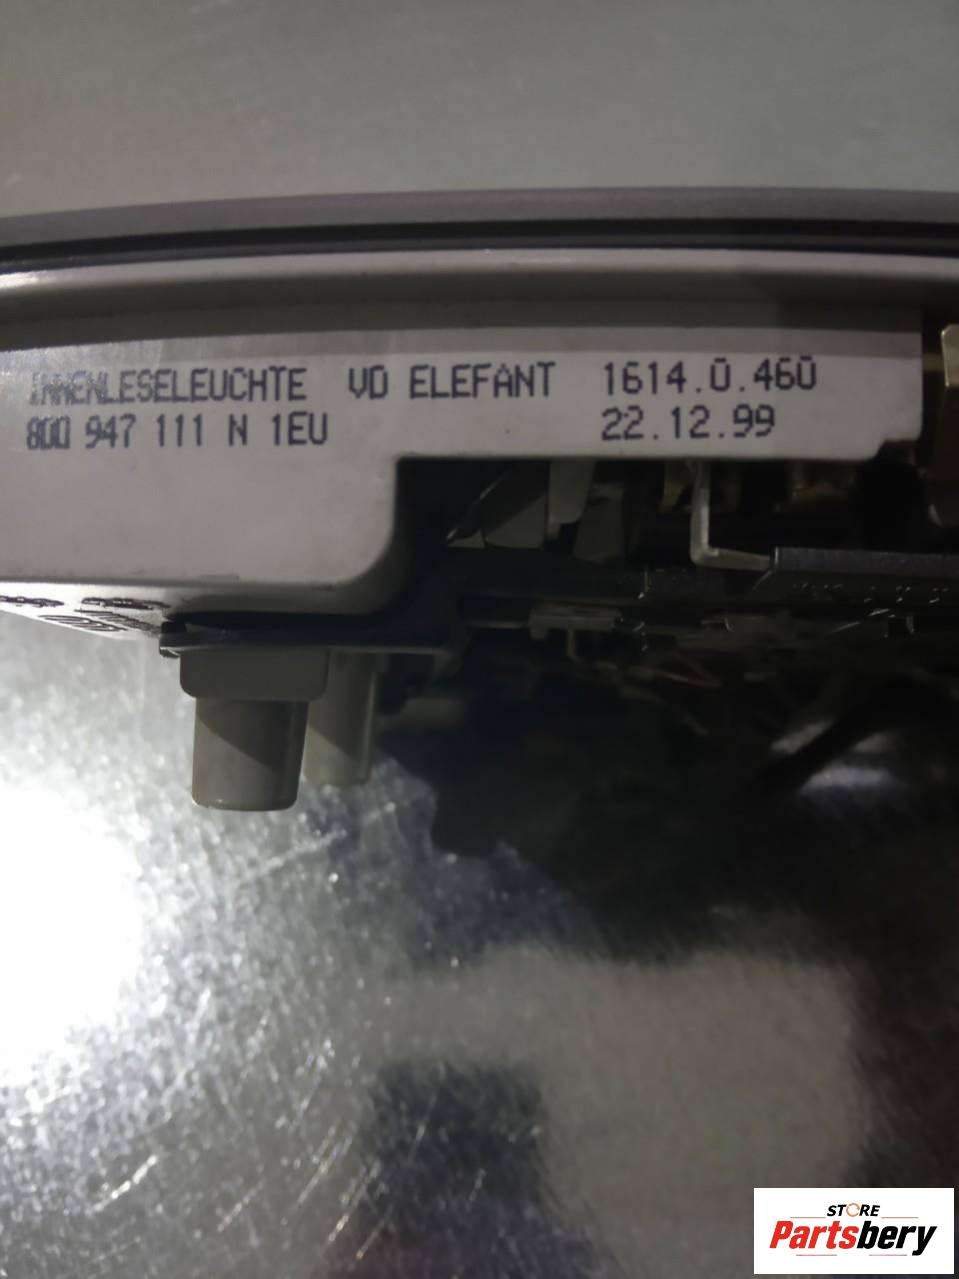 INNENLESELEUCHTE VD ELEFANT 1614.0.460
8D0 947 111 N 1EU 22.12.99
STORE
Partsbery